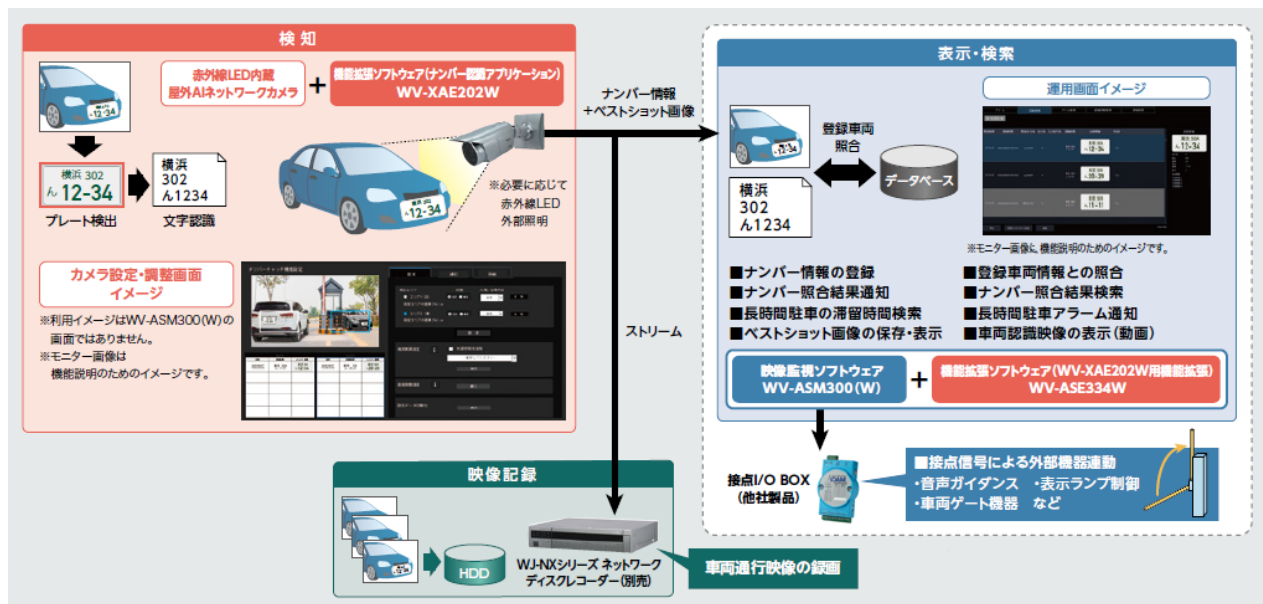 検知
赤外線LED内蔵
屋外AIネットワークカメラ
+
機能拡張ソフトウェア(ナンバー認識アプリケーション)
WV-XAE202W
12-34
横浜 302
ん 12-34
プレート検出
横浜
302
ん1234
文字認識
横浜 302
ん 12-34
※必要に応じて
赤外線LED
外部照明
カメラ設定・調整画面
イメージ
※利用イメージはWV-ASM300(W)の
画面ではありません。
※モニター画像は
機能説明のためのイメージです。
ナンバー情報
+ベストショット画像
ストリーム
表示・検索
12-34
横浜
302
ん1234
登録車両
照合
データベース
運用画面イメージ
※モニター画像は、機能説明のためのイメージです。
■ナンバー情報の登録
■ナンバー照合結果通知
■長時間駐車の滞留時間検索
■ベストショット画像の保存・表示
■登録車両情報との照合
■ナンバー照合結果検索
■長時間駐車アラーム通知
■車両認識映像の表示(動画)
映像監視ソフトウェア
WV-ASM300(W)
+
機能拡張ソフトウェア(WV-XAE202W用機能拡張)
WV-ASE334W
接点I/O BOX
(他社製品)
■接点信号による外部機器連動
・音声ガイダンス ・表示ランプ制御
・車両ゲート機器 など
映像記録
HDD
WJ-NXシリーズ ネットワーク
ディスクレコーダー(別売)
車両通行映像の録画